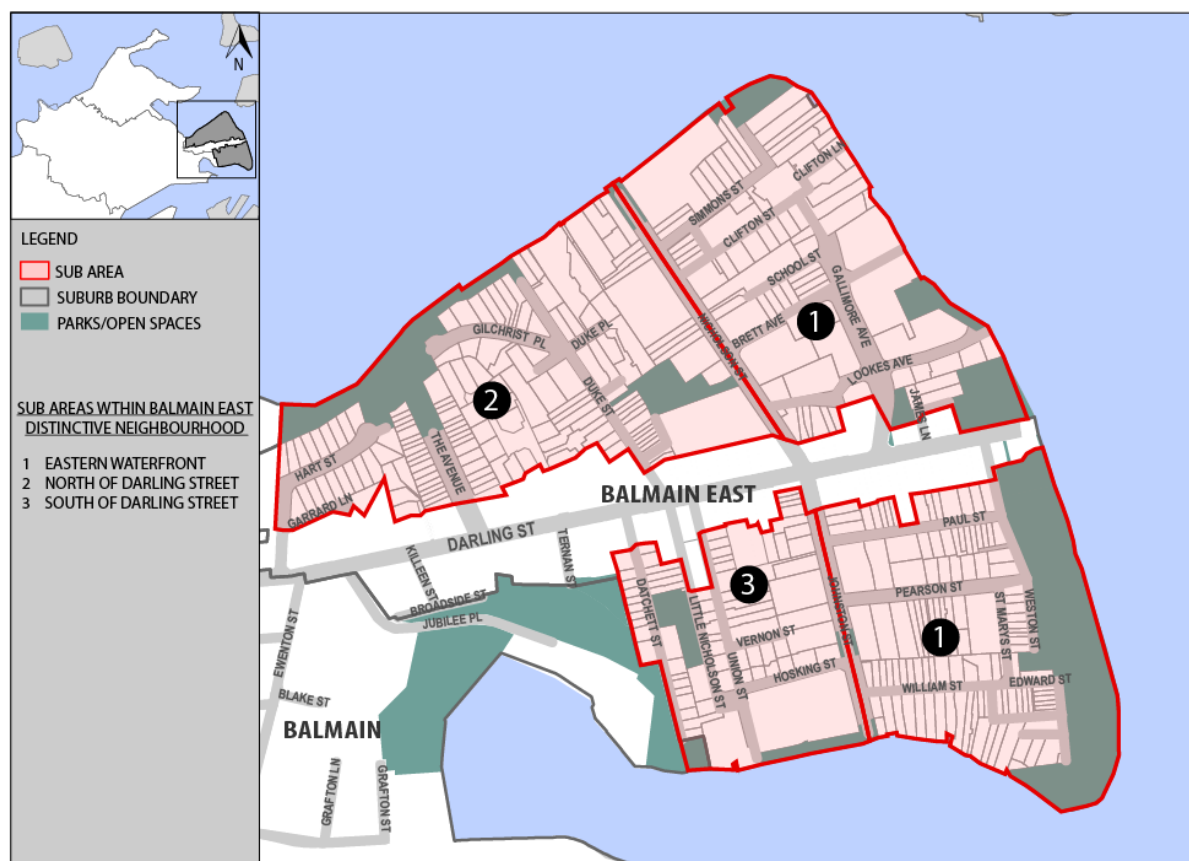 N
LEGEND
SUB AREA
SUBURB BOUNDARY
PARKS/OPEN SPACES
SUB AREAS WTHIN BALMAIN EAST
DISTINCTIVE NEIGHBOURHOOD
1 EASTERN WATERFRONT
2 NORTH OF DARLING STREET
3 SOUTH OF DARLING STREET
CLIFTON LN
SIMMONS ST
CLIFTON ST
SCHOOL ST
GALLIMORE AVE
BRETT AVE
1
NICHOLSON ST
LOOKES AVE
JAMES LN
GILCHRIST PL
DUKE PL
DUKE ST
2
HART ST
THE AVENUE
GARRARD LN
BALMAIN EAST
DARLING ST
KILLEEN ST
TERNAN ST
BROADSIDE ST
JUBILEE PL
EWENTON ST
BLAKE ST
BALMAIN
GRAFTON LN
GRAFTON ST
DATCHETT ST
LITTLE NICHOLSON ST
3
VERNON ST
UNION ST
HOSKING ST
JOHNSTON ST
PAUL ST
PEARSON ST
1
ST MARYS ST
WESTON ST
WILLIAM ST
EDWARD ST